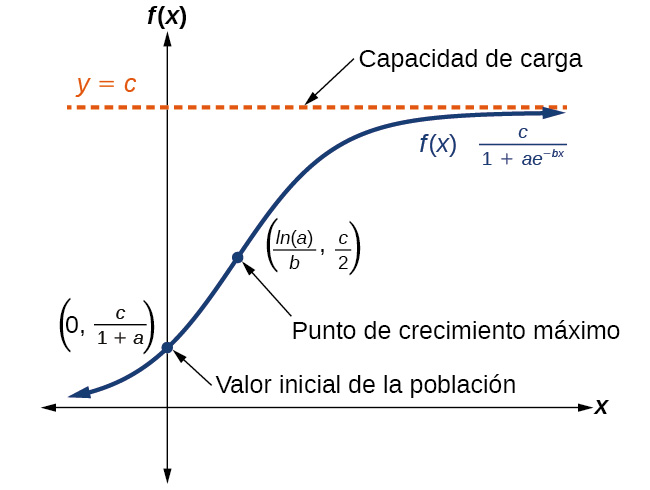 f(x)
Capacidad de carga
y = c
f(x) c/(1 + ae^{-bx})
(ln(a)/b, c/2)
(0, c/(1 + a))
Punto de crecimiento máximo
Valor inicial de la población
x